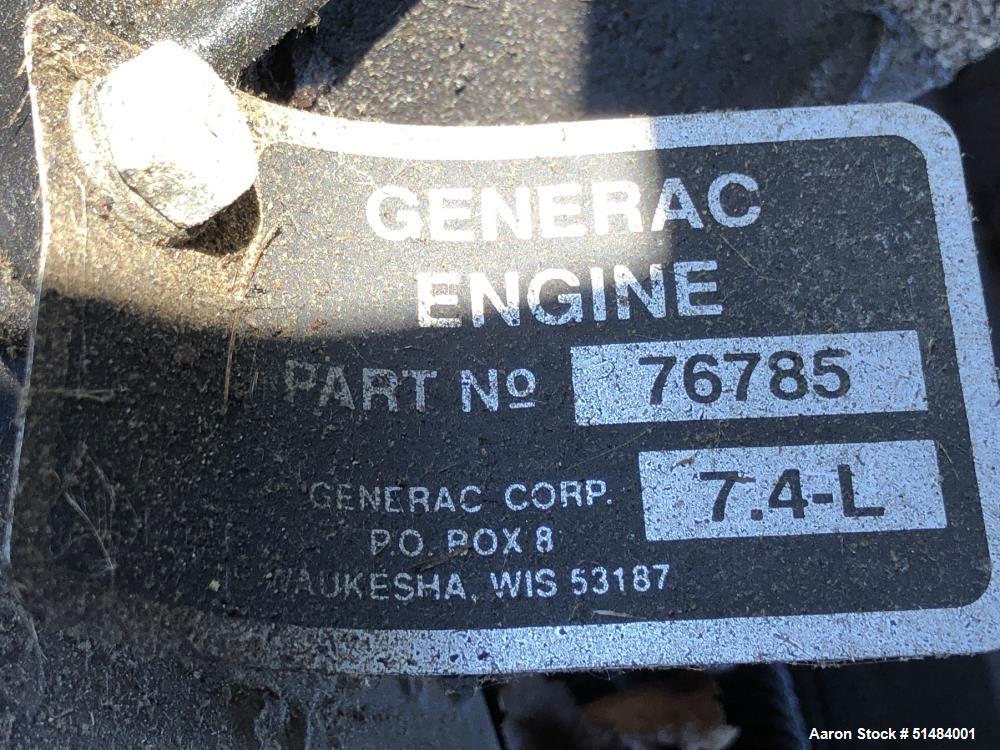 GENERAC
ENGINE
PART Nº 76785
7.4-L
GENERAC CORP.
P.O. BOX 8
WAUKESHA, WIS 53187
Aaron Stock # 51484001